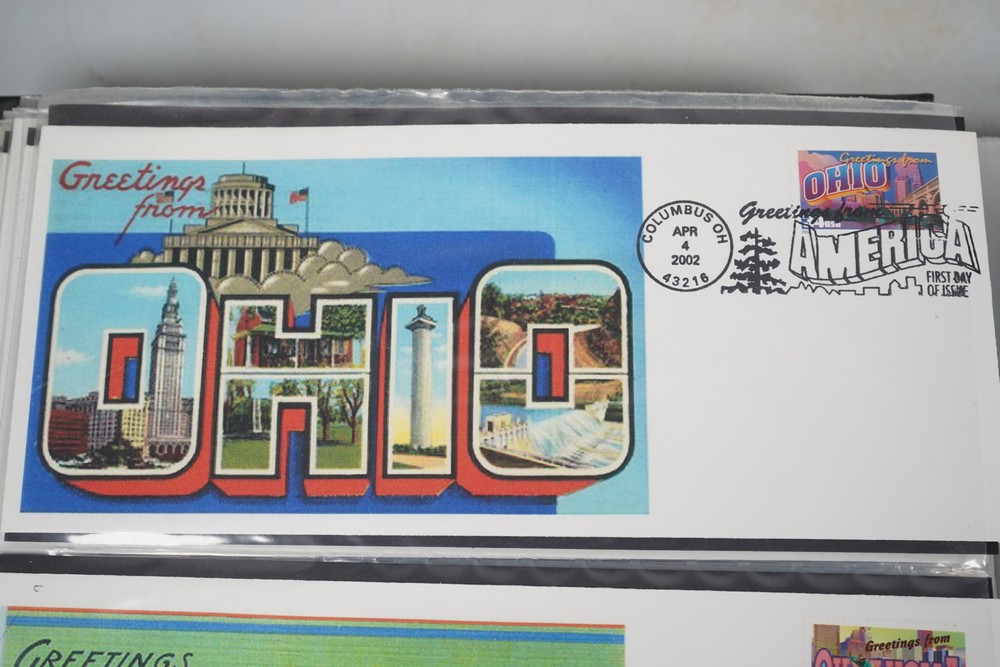 Greetings
from
OHIO
Greetings from
OHIO
COLUMBUS OH
APR
4
2002
43216
Greetings from
AMERICA
FIRST DAY
OF ISSUE
GREETINGS
Greetings from